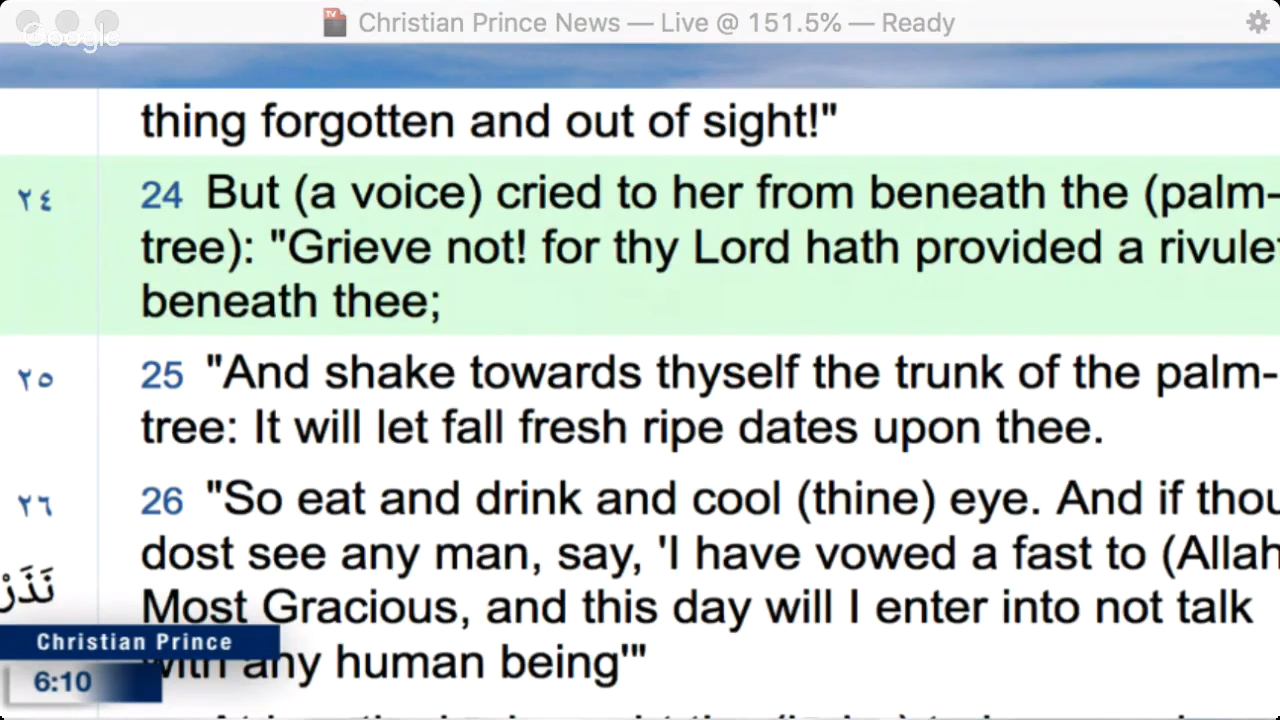 Christian Prince News — Live @ 151.5% — Ready
Google
thing forgotten and out of sight!"
٢٤ 24 But (a voice) cried to her from beneath the (palm-
tree): "Grieve not! for thy Lord hath provided a rivulet
beneath thee;
٢٥ 25 "And shake towards thyself the trunk of the palm-
tree: It will let fall fresh ripe dates upon thee.
٢٦ 26 "So eat and drink and cool (thine) eye. And if thou
dost see any man, say, 'I have vowed a fast to (Allah
نَذَرْ Most Gracious, and this day will I enter into not talk
with any human being'"
Christian Prince
6:10